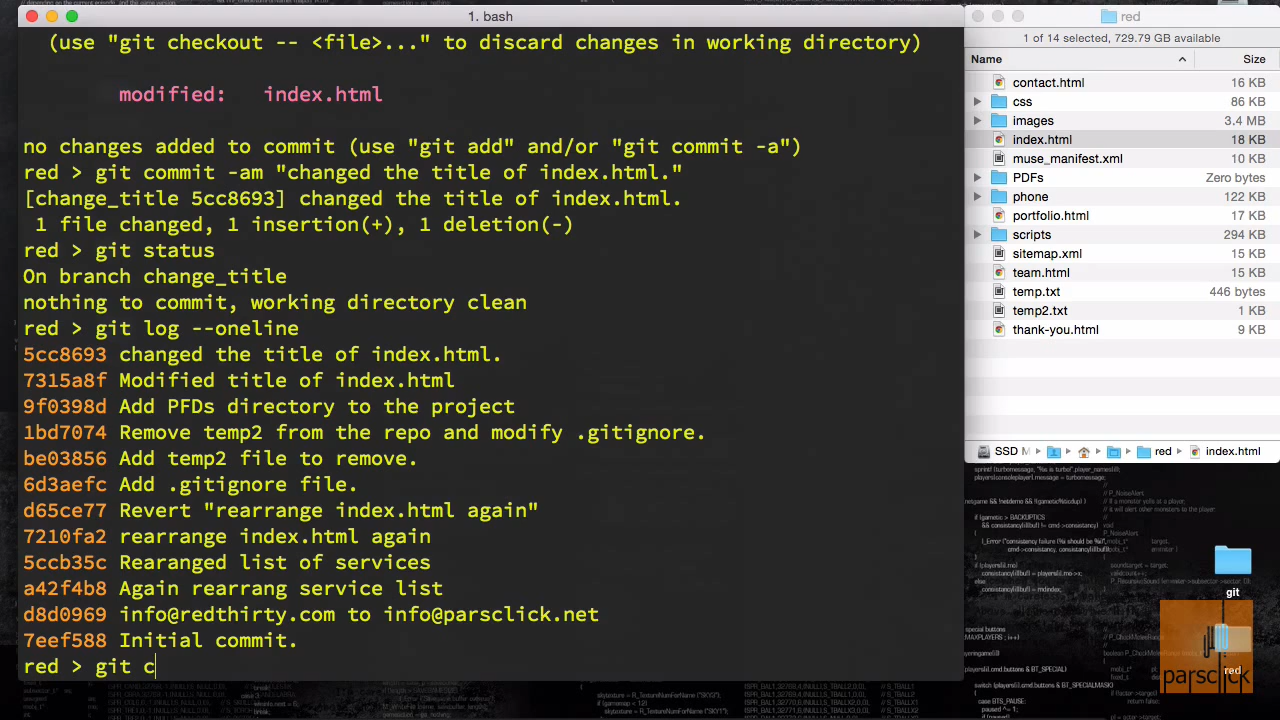 1. bash
(use "git checkout -- <file>..." to discard changes in working directory)
modified: index.html
no changes added to commit (use "git add" and/or "git commit -a")
red > git commit -am "changed the title of index.html."
[change_title 5cc8693] changed the title of index.html.
1 file changed, 1 insertion(+), 1 deletion(-)
red > git status
On branch change_title
nothing to commit, working directory clean
red > git log --oneline
5cc8693 changed the title of index.html.
7315a8f Modified title of index.html
9f0398d Add PFDs directory to the project
1bd7074 Remove temp2 from the repo and modify .gitignore.
be03856 Add temp2 file to remove.
6d3aefc Add .gitignore file.
d65ce77 Revert "rearrange index.html again"
7210fa2 rearrange index.html again
5ccb35c Rearanged list of services
a42f4b8 Again rearrang service list
d8d0969 info@redthirty.com to info@parsclick.net
7eef588 Initial commit.
red > git c
red
1 of 14 selected, 729.79 GB available
Name Size
contact.html 16 KB
css 86 KB
images 3.4 MB
index.html 18 KB
muse_manifest.xml 10 KB
PDFs Zero bytes
phone 122 KB
portfolio.html 17 KB
scripts 294 KB
sitemap.xml 15 KB
team.html 15 KB
temp.txt 446 bytes
temp2.txt 1 KB
thank-you.html 9 KB
SSD red index.html
git
red
parsclick